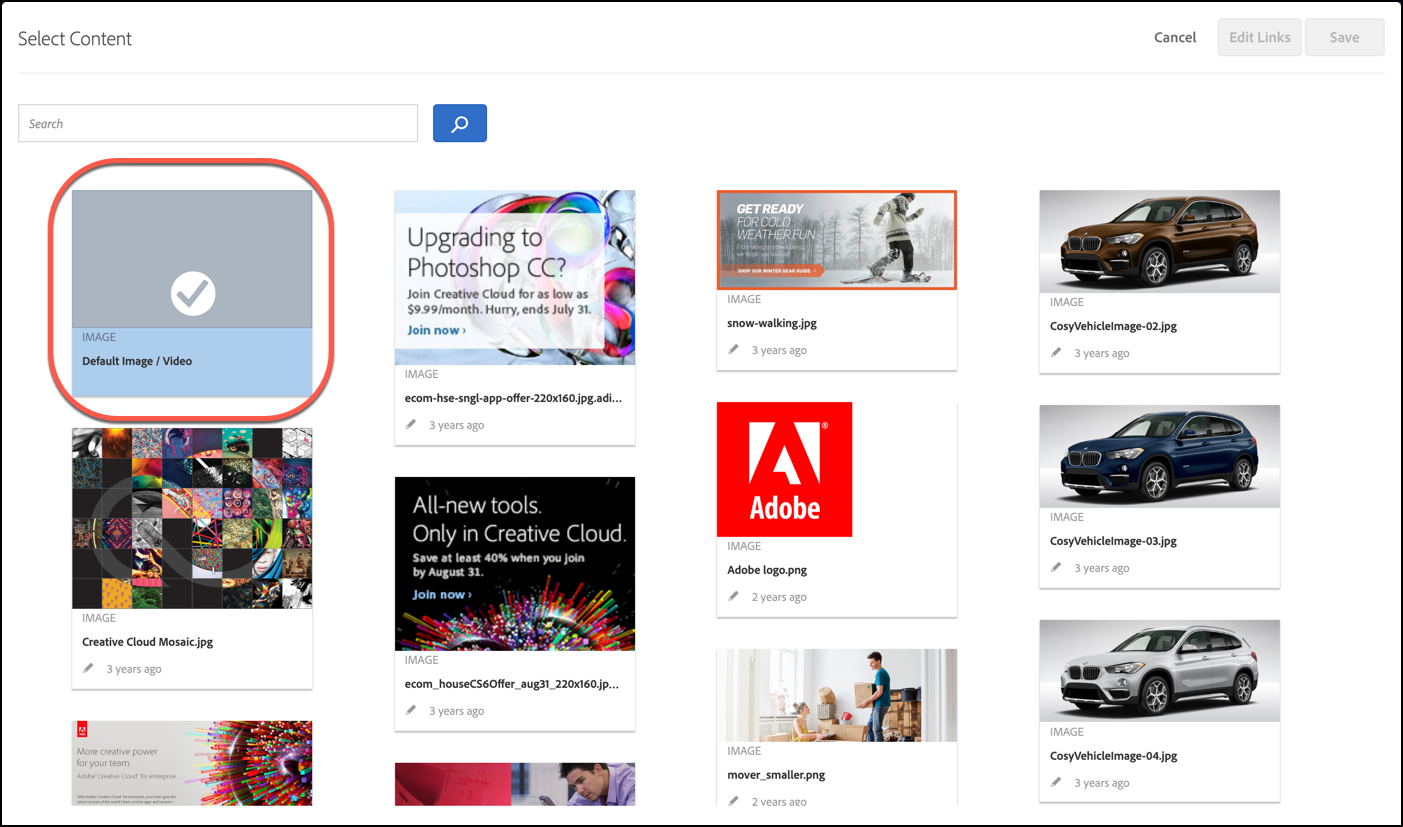 Select Content
Cancel
Edit Links
Save
Search
IMAGE
Default Image / Video
IMAGE
Creative Cloud Mosaic.jpg
3 years ago
More creative power
for your team.
Adobe® Creative Cloud® for enterprise.
Upgrading to
Photoshop CC?
Join Creative Cloud for as low as
$9.99/month. Hurry, ends July 31.
Join now ›
IMAGE
ecom-hse-sngl-app-offer-220x160.jpg.adi...
3 years ago
All-new tools.
Only in Creative Cloud.
Save at least 40% when you join
by August 31.
Join now ›
IMAGE
ecom_houseCS6Offer_aug31_220x160.jp...
3 years ago
GET READY
FOR COLD
WEATHER FUN
SHOP OUR WINTER GEAR GUIDE
IMAGE
snow-walking.jpg
3 years ago
®
Adobe
IMAGE
Adobe logo.png
2 years ago
IMAGE
mover_smaller.png
2 years ago
IMAGE
CosyVehicleImage-02.jpg
3 years ago
IMAGE
CosyVehicleImage-03.jpg
3 years ago
IMAGE
CosyVehicleImage-04.jpg
3 years ago